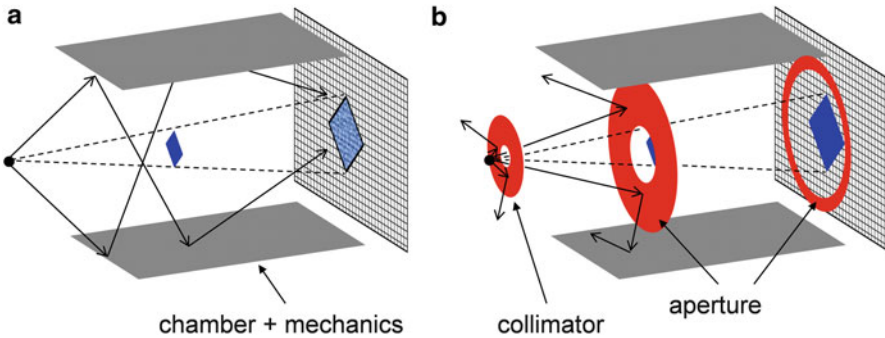 a
b
chamber + mechanics
collimator
aperture